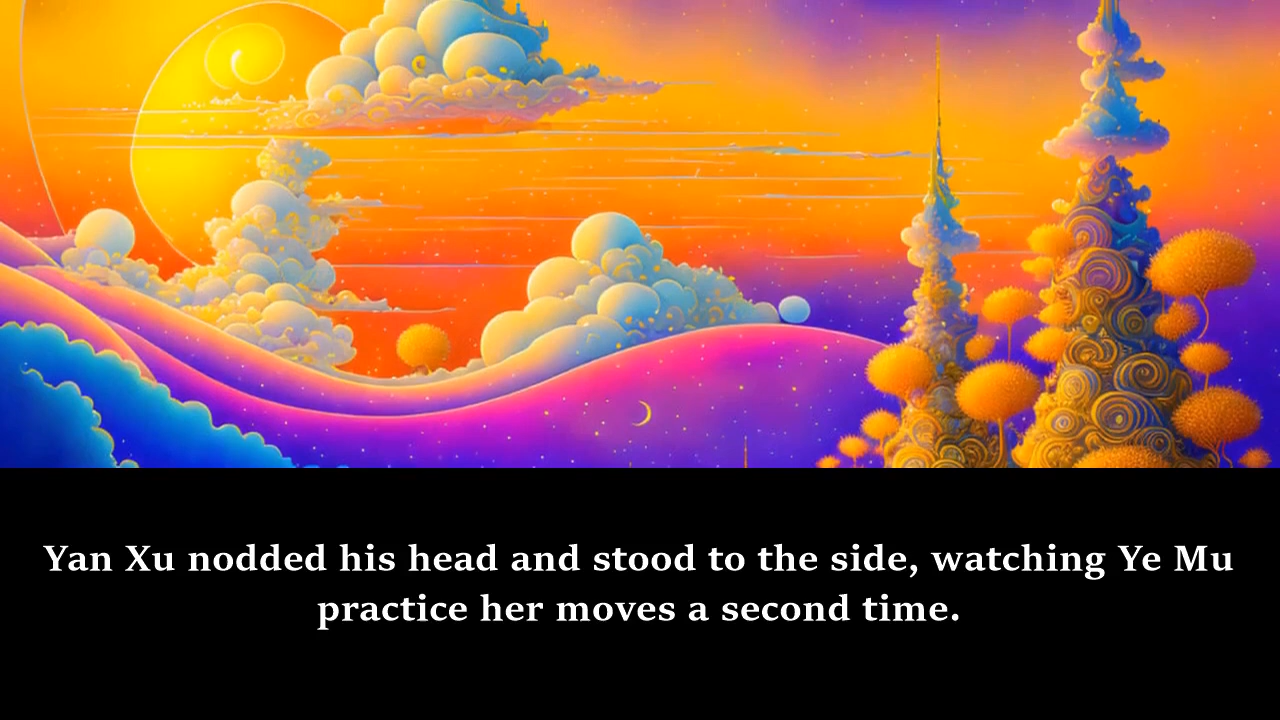 Yan Xu nodded his head and stood to the side, watching Ye Mu
practice her moves a second time.